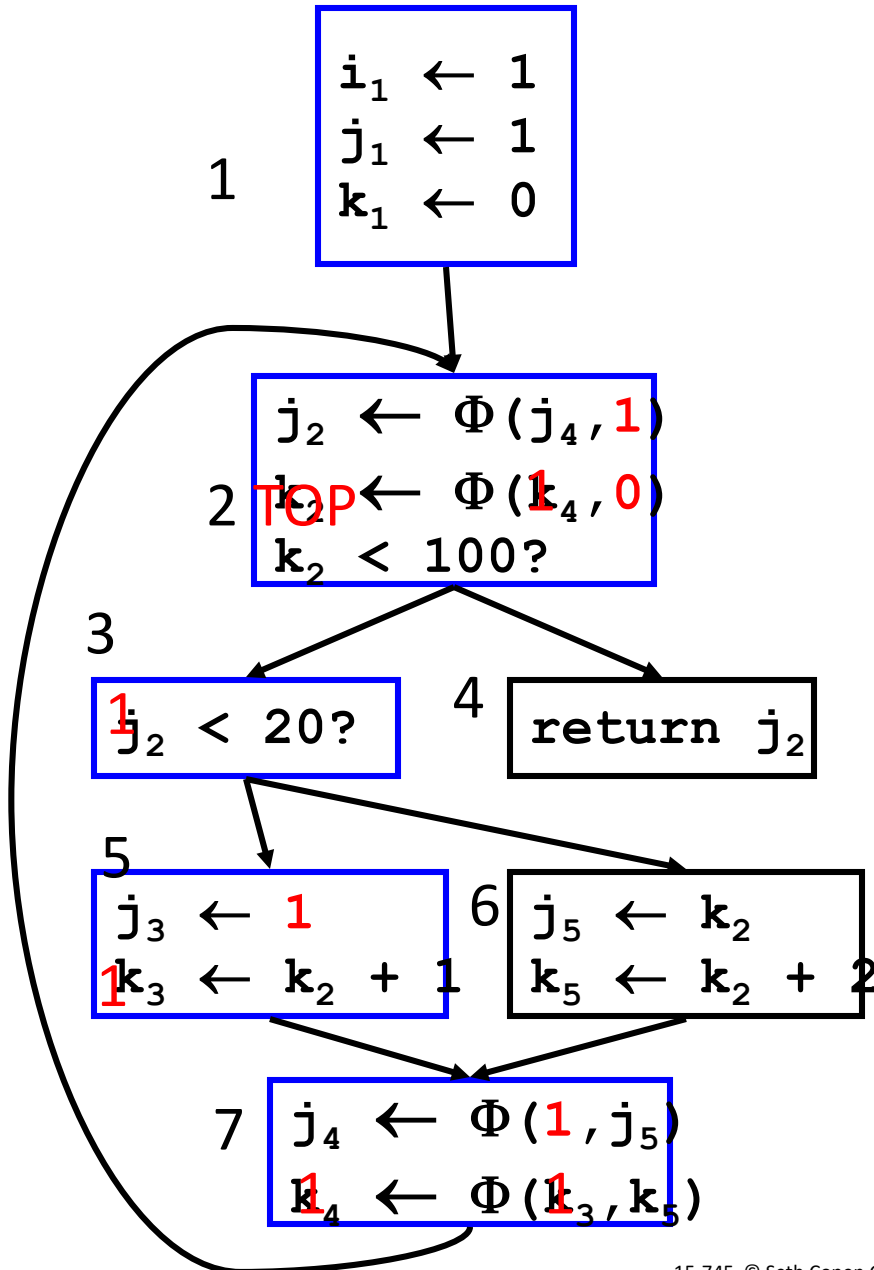 i₁ ← 1
j₁ ← 1
k₁ ← 0
1
j₂ ← Φ(j₄,1)
k₂ ← Φ(k₄,0)
1
2 TOP
k₂ < 100?
3
1
j₂ < 20?
4
return j₂
5
j₃ ← 1
k₃ ← k₂ + 1
1
6
j₅ ← k₂
k₅ ← k₂ + 2
7
j₄ ← Φ(1,j₅)
k₄ ← Φ(k₃,k₅)
1
1